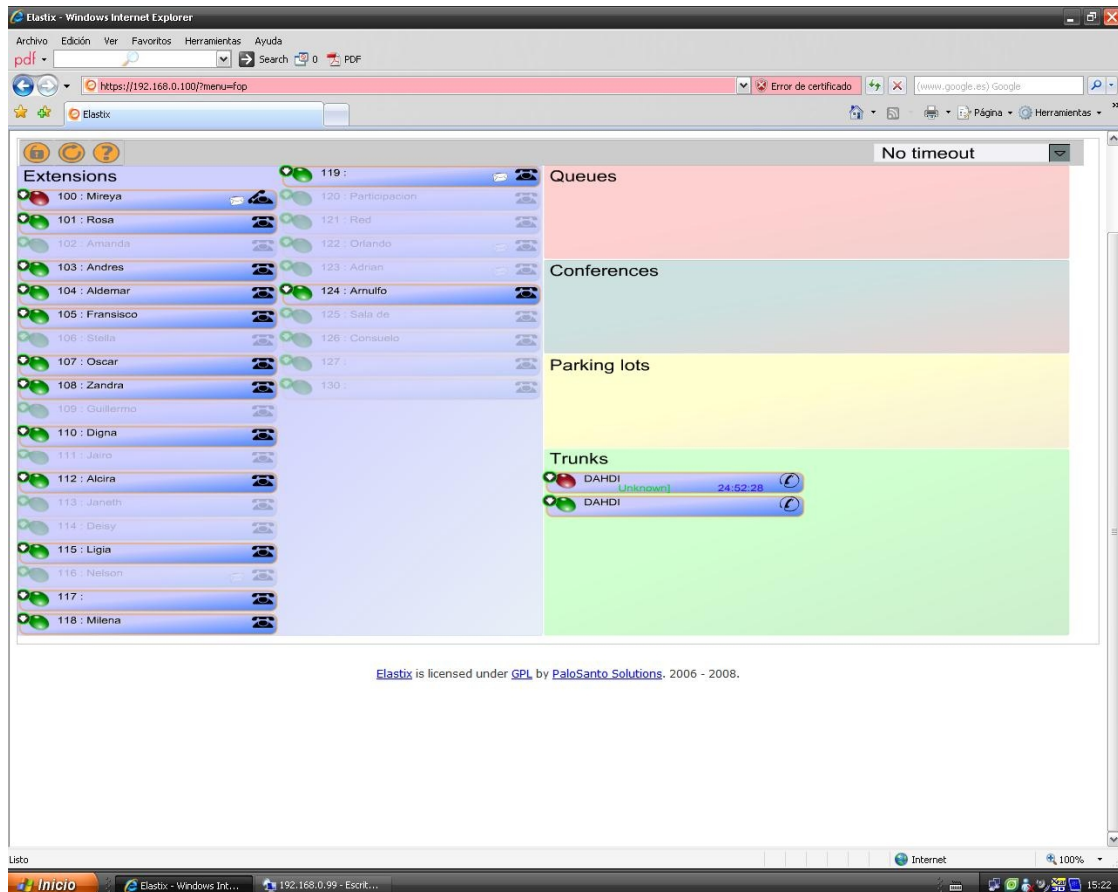 Elastix - Windows Internet Explorer
Archivo Edición Ver Favoritos Herramientas Ayuda
pdf Search 0 PDF
https://192.168.0.100/?menu=fop Error de certificado (www.google.es) Google
Elastix Página Herramientas
No timeout
Extensions
100 : Mireya
101 : Rosa
102 : Amanda
103 : Andres
104 : Aldemar
105 : Fransisco
106 : Stella
107 : Oscar
108 : Zandra
109 : Guillermo
110 : Digna
111 : Jairo
112 : Alcira
113 : Janeth
114 : Deisy
115 : Ligia
116 : Nelson
117 :
118 : Milena
119 :
120 : Participacion
121 : Red
122 : Orlando
123 : Adrian
124 : Arnulfo
125 : Sala de
126 : Consuelo
127 :
130 :
Queues
Conferences
Parking lots
Trunks
DAHDI
Unknown] 24:52:28
DAHDI
Elastix is licensed under GPL by PaloSanto Solutions. 2006 - 2008.
Listo Internet 100%
Inicio Elastix - Windows Int... 192.168.0.99 - Escrit... 15:22